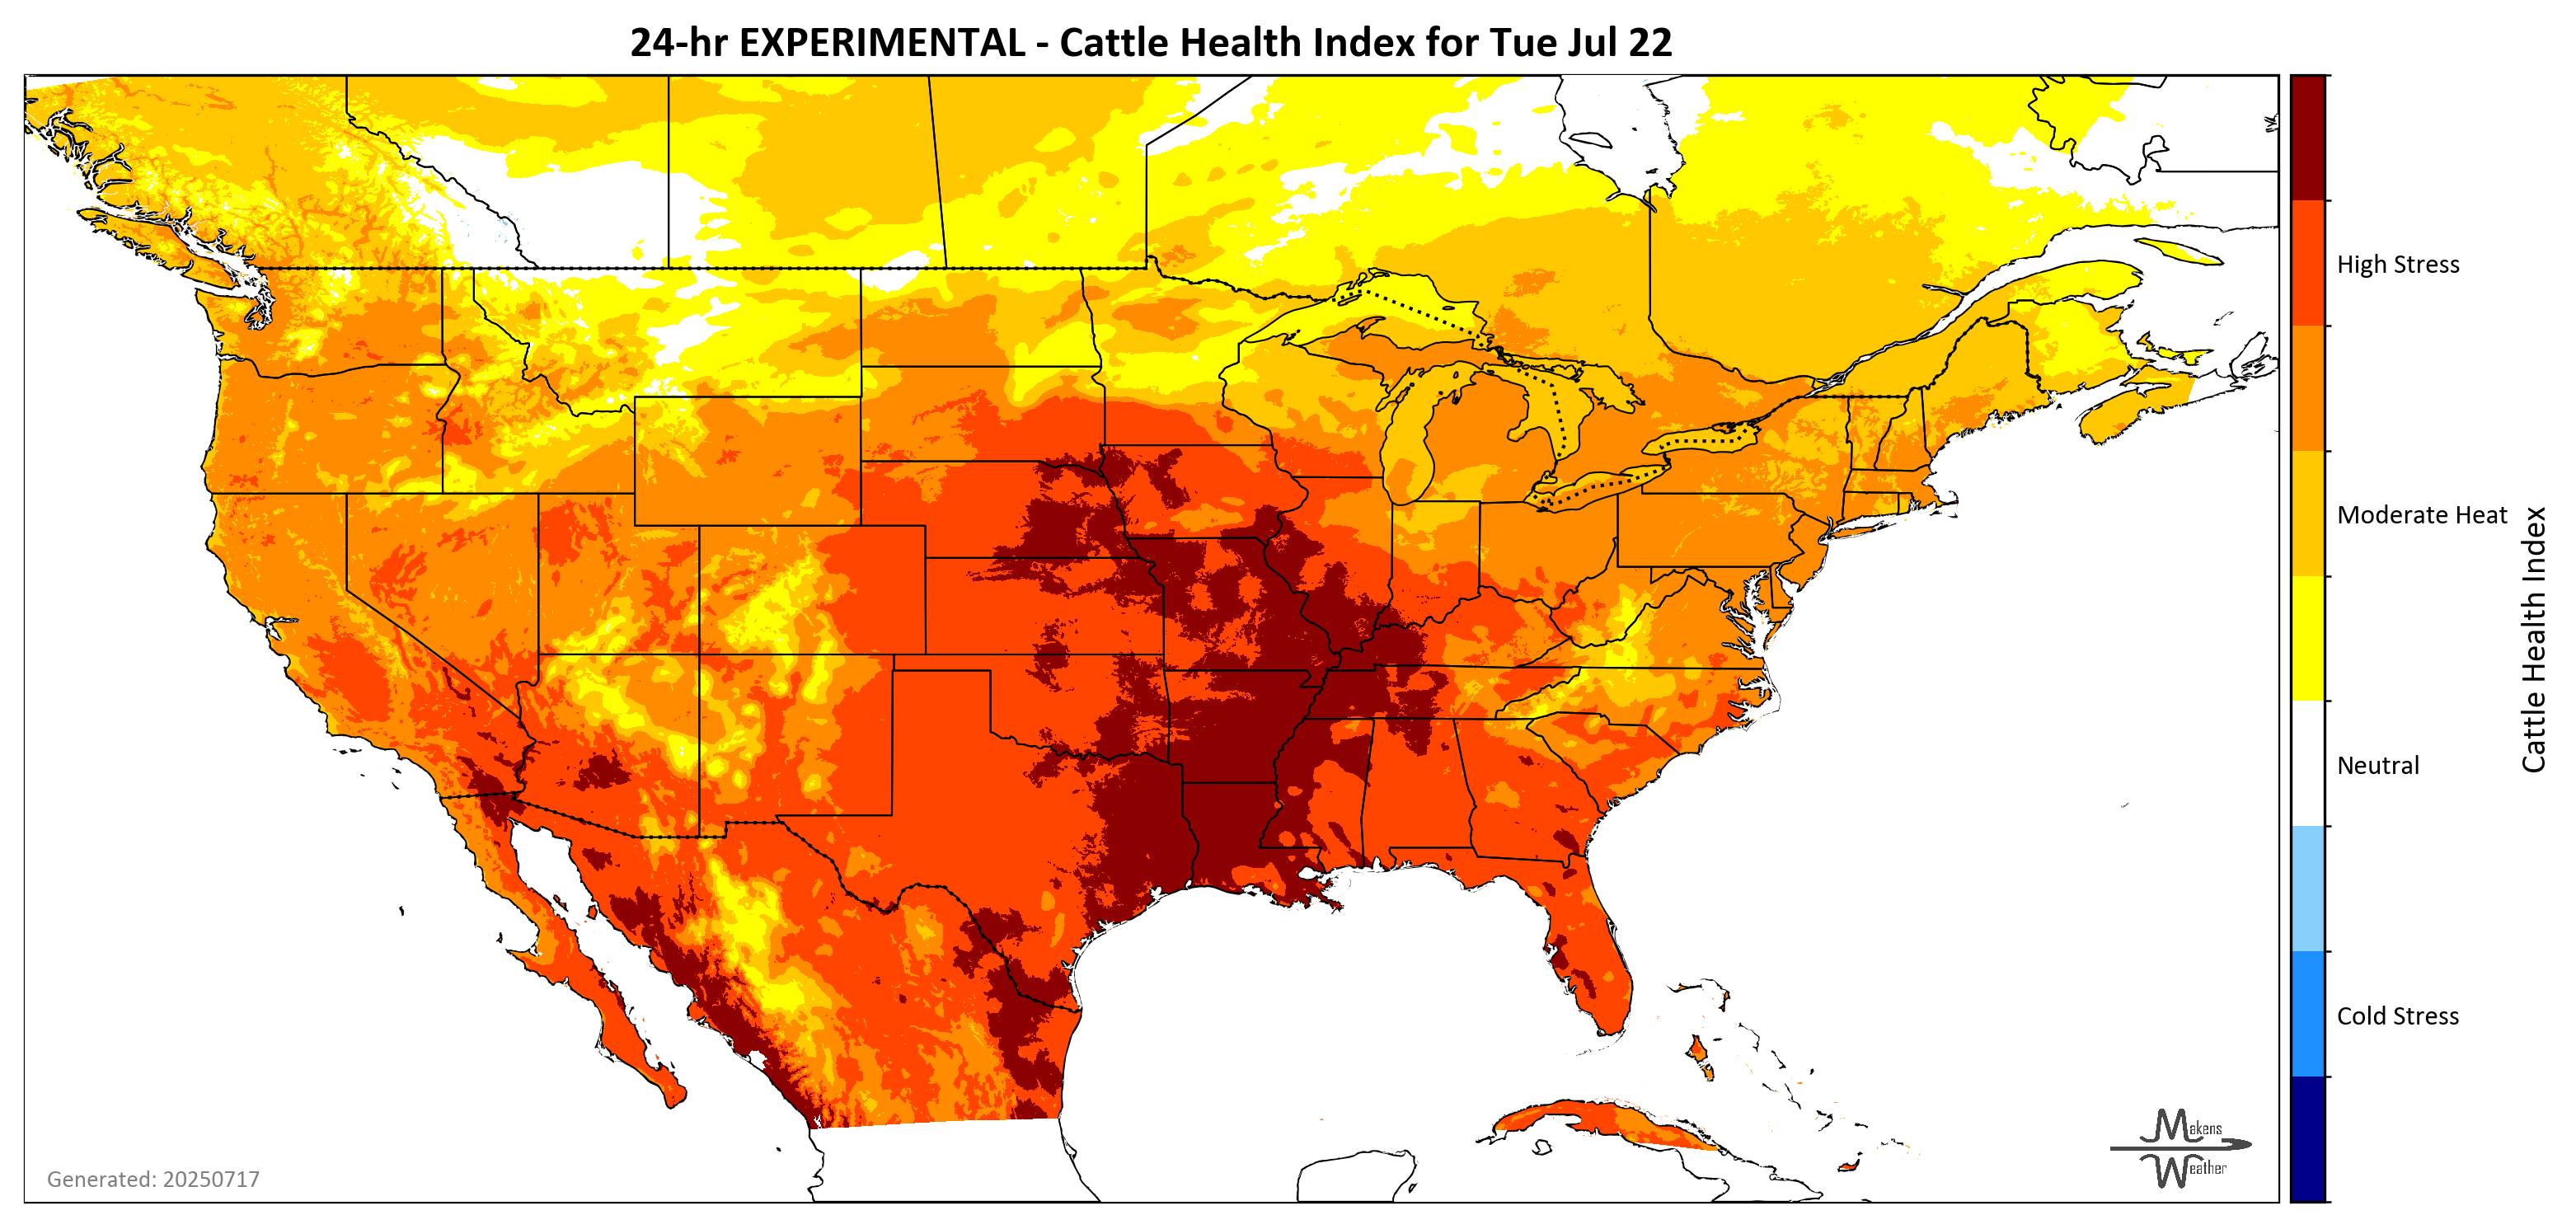 24-hr EXPERIMENTAL - Cattle Health Index for Tue Jul 22
High Stress
Moderate Heat
Neutral
Cold Stress
Cattle Health Index
Generated: 20250717
Makens
Weather